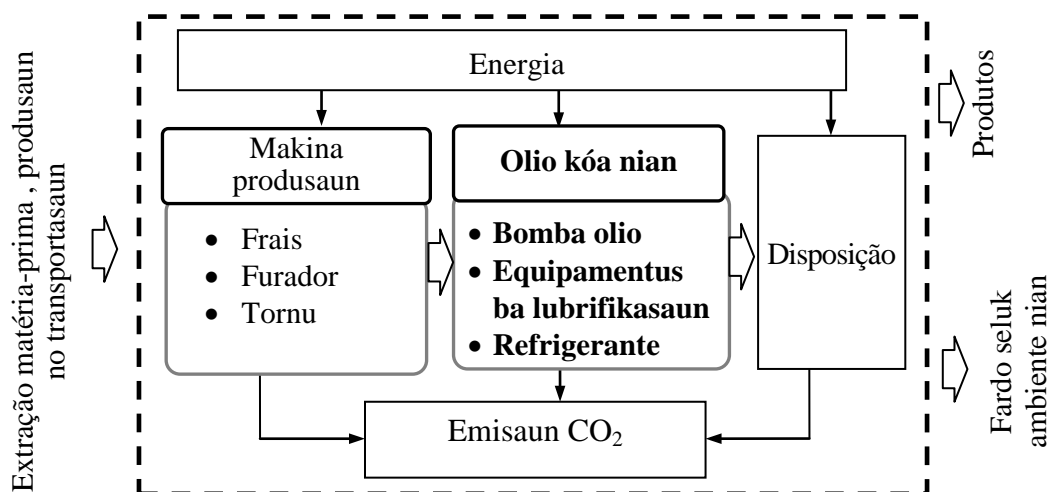 Extração matéria-prima , produsaun
no transportasaun
Energia
Makina
produsaun
• Frais
• Furador
• Tornu
Olio kóa nian
• Bomba olio
• Equipamentus
ba lubrifikasaun
• Refrigerante
Disposição
Emisaun CO₂
Produtos
Fardo seluk
ambiente nian